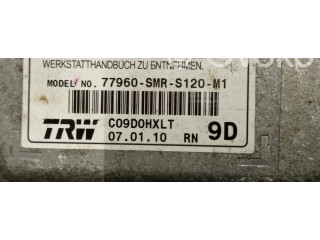 WERKSTATTHANDBUCH ZU ENTNEHMEN.
MODEL NO. 77960-SMR-S120-M1
TRW C09D0HXLT
07.01.10 RN 9D